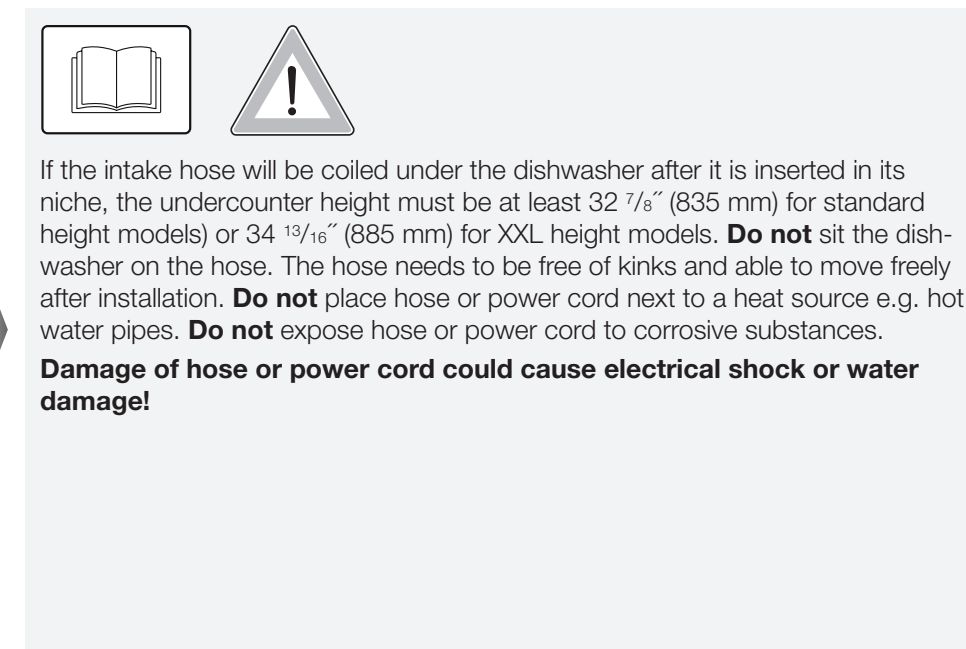 If the intake hose will be coiled under the dishwasher after it is inserted in its
niche, the undercounter height must be at least 32 ⁷/₈˝ (835 mm) for standard
height models) or 34 ¹³/₁₆˝ (885 mm) for XXL height models. Do not sit the dish-
washer on the hose. The hose needs to be free of kinks and able to move freely
after installation. Do not place hose or power cord next to a heat source e.g. hot
water pipes. Do not expose hose or power cord to corrosive substances.
Damage of hose or power cord could cause electrical shock or water
damage!